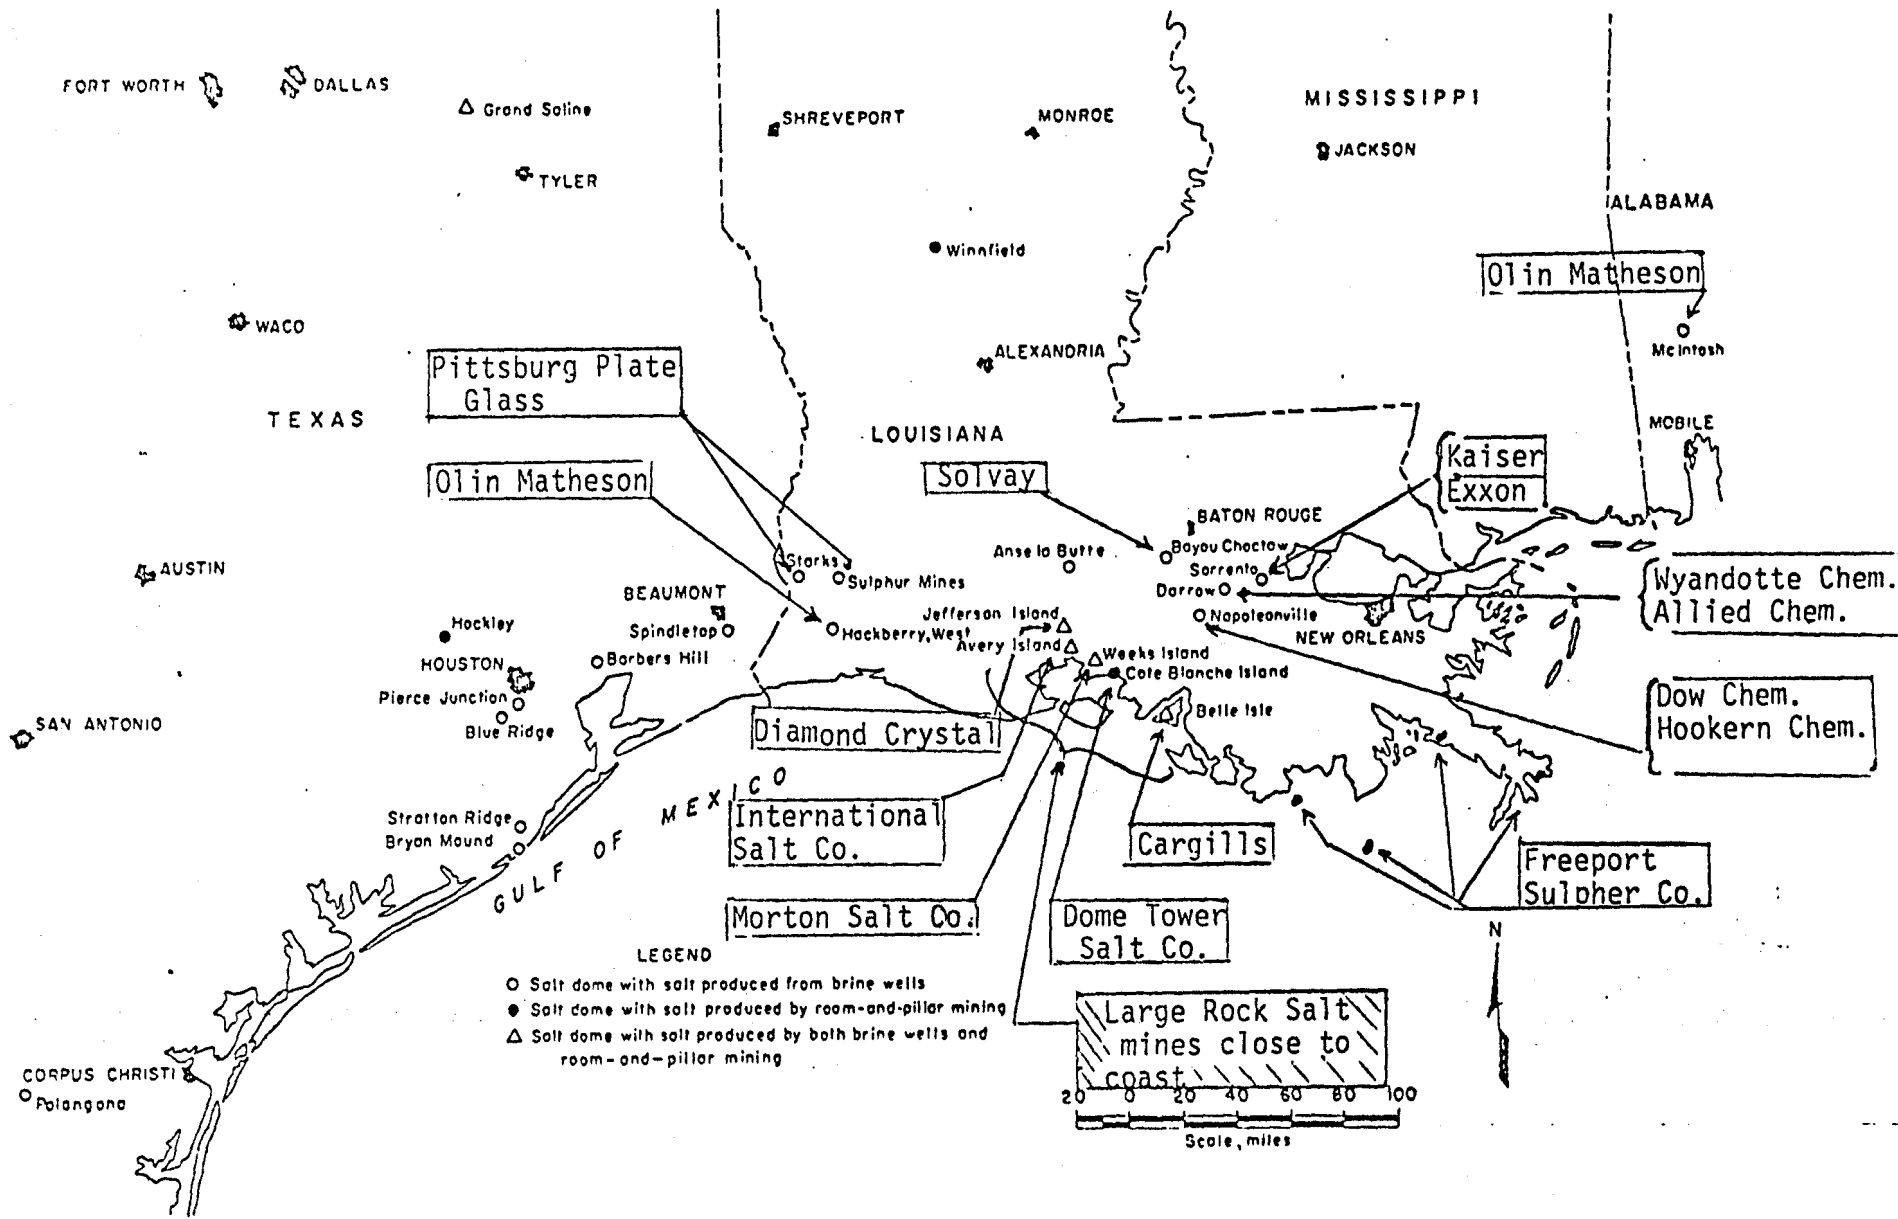 FORT WORTH
DALLAS
Grand Saline
TYLER
SHREVEPORT
MONROE
MISSISSIPPI
JACKSON
ALABAMA
Winnfield
Olin Matheson
McIntosh
WACO
ALEXANDRIA
Pittsburg Plate
Glass
TEXAS
LOUISIANA
MOBILE
Olin Matheson
Solvay
Kaiser
Exxon
BATON ROUGE
Anse la Butte
Bayou Choctaw
Starks
Sulphur Mines
Sorrento
Darrow
AUSTIN
BEAUMONT
Wyandotte Chem.
Allied Chem.
Jefferson Island
Napoleonville
Hockley
Spindletop
Hackberry, West
NEW ORLEANS
Avery Island
Weeks Island
HOUSTON
Barbers Hill
Cote Blanche Island
Pierce Junction
Blue Ridge
Belle Isle
Dow Chem.
Hookern Chem.
SAN ANTONIO
Diamond Crystal
GULF OF MEXICO
Stratton Ridge
Bryan Mound
International
Salt Co.
Cargills
Freeport
Sulpher Co.
Morton Salt Co.
Dome Tower
Salt Co.
N
LEGEND
Salt dome with salt produced from brine wells
Salt dome with salt produced by room-and-pillar mining
Salt dome with salt produced by both brine wells and
room-and-pillar mining
Large Rock Salt
mines close to
coast
CORPUS CHRISTI
Palangana
20 0 20 40 60 80 100
Scale, miles